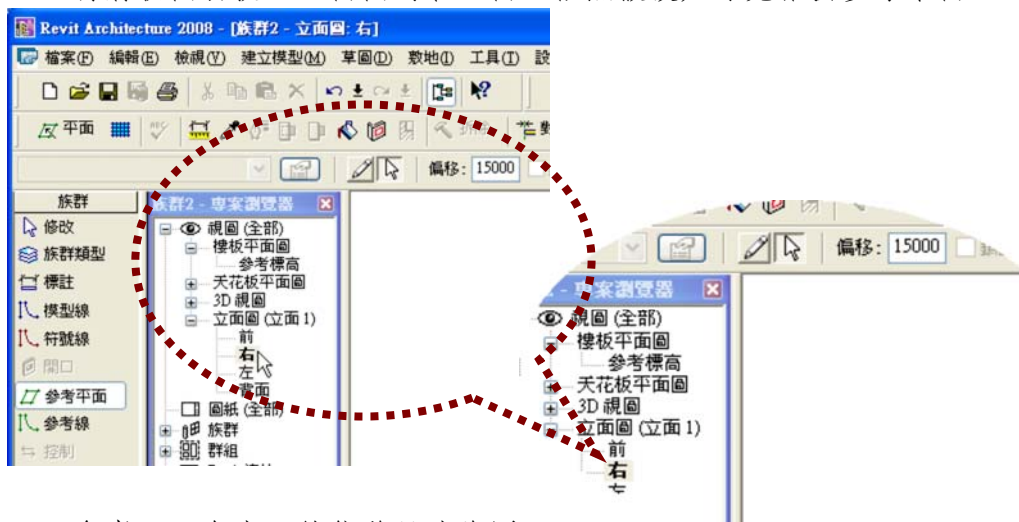 Revit Architecture 2008 - [族群2 - 立面圖: 右]
檔案(F) 編輯(E) 檢視(V) 建立模型(M) 草圖(D) 敷地(I) 工具(T) 設
平面
偏移: 15000
族群
修改
族群類型
標註
模型線
符號線
開口
參考平面
參考線
控制
族群2 - 專案瀏覽器
視圖 (全部)
樓板平面圖
參考標高
天花板平面圖
3D 視圖
立面圖 (立面 1)
前
右
左
背面
圖紙 (全部)
族群
群組
偏移: 15000
- 專案瀏覽器
視圖 (全部)
樓板平面圖
參考標高
天花板平面圖
3D 視圖
立面圖 (立面 1)
前
右